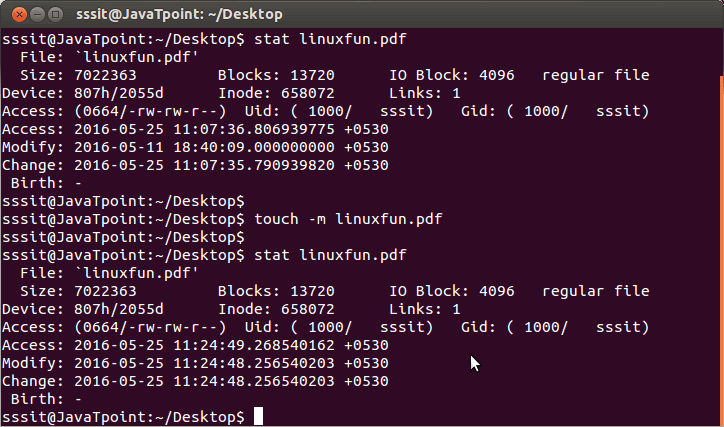 sssit@JavaTpoint: ~/Desktop
sssit@JavaTpoint:~/Desktop$ stat linuxfun.pdf
  File: `linuxfun.pdf'
  Size: 7022363         Blocks: 13720      IO Block: 4096   regular file
Device: 807h/2055d      Inode: 658072      Links: 1
Access: (0664/-rw-rw-r--)  Uid: ( 1000/   sssit)   Gid: ( 1000/   sssit)
Access: 2016-05-25 11:07:36.806939775 +0530
Modify: 2016-05-11 18:40:09.000000000 +0530
Change: 2016-05-25 11:07:35.790939820 +0530
 Birth: -
sssit@JavaTpoint:~/Desktop$
sssit@JavaTpoint:~/Desktop$ touch -m linuxfun.pdf
sssit@JavaTpoint:~/Desktop$
sssit@JavaTpoint:~/Desktop$ stat linuxfun.pdf
  File: `linuxfun.pdf'
  Size: 7022363         Blocks: 13720      IO Block: 4096   regular file
Device: 807h/2055d      Inode: 658072      Links: 1
Access: (0664/-rw-rw-r--)  Uid: ( 1000/   sssit)   Gid: ( 1000/   sssit)
Access: 2016-05-25 11:24:49.268540162 +0530
Modify: 2016-05-25 11:24:48.256540203 +0530
Change: 2016-05-25 11:24:48.256540203 +0530
 Birth: -
sssit@JavaTpoint:~/Desktop$